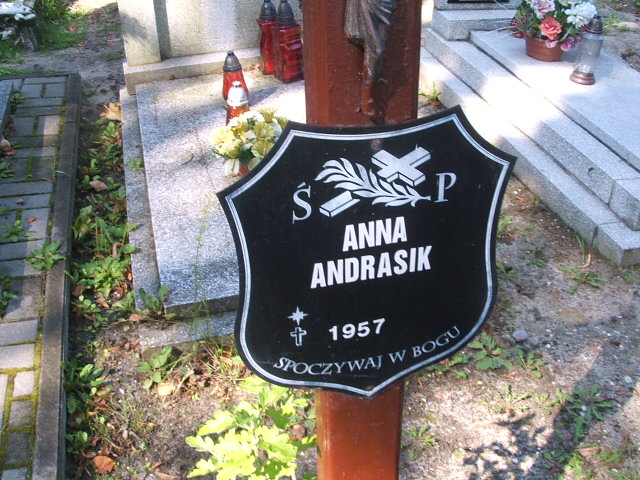 Ś P
ANNA
ANDRASIK
1957
SPOCZYWAJ W BOGU